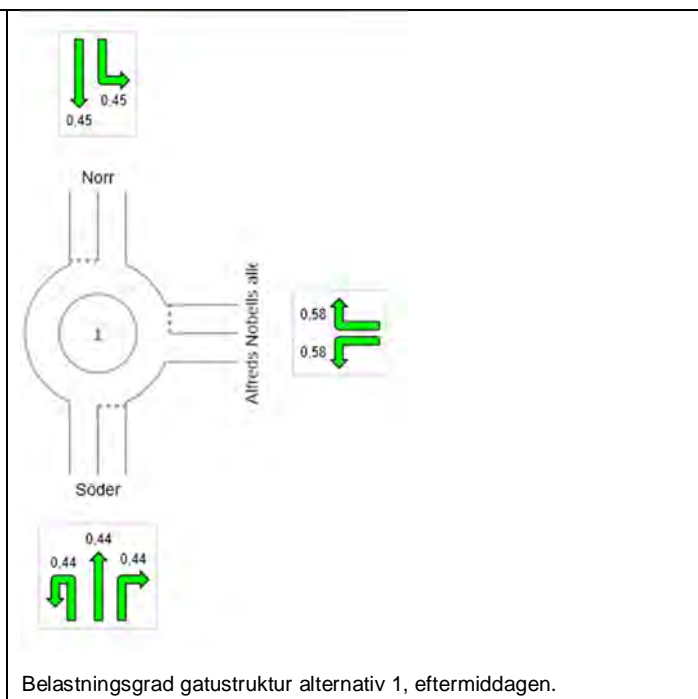 0,45
0,45
Norr
Alfreds Nobells alle
0,58
0,58
1
Söder
0,44
0,44
0,44
Belastningsgrad gatustruktur alternativ 1, eftermiddagen.